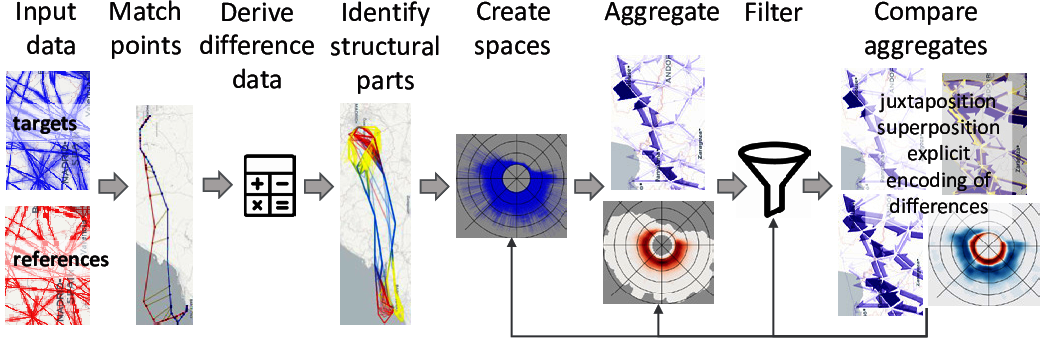 Input
data
Match
points
Derive
difference
data
Identify
structural
parts
Create
spaces
Aggregate
Filter
Compare
aggregates
targets
references
juxtaposition
superposition
explicit
encoding of
differences
Zaragoza*